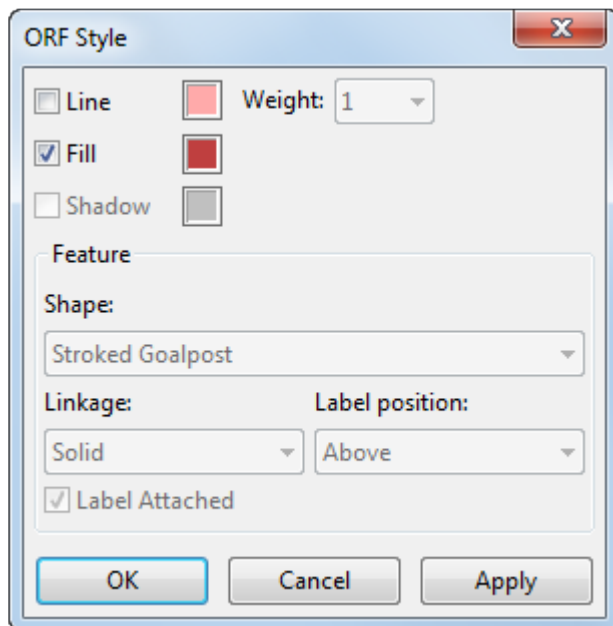 ORF Style
Line Weight: 1
Fill
Shadow
Feature
Shape:
Stroked Goalpost
Linkage: Label position:
Solid Above
Label Attached
OK Cancel Apply